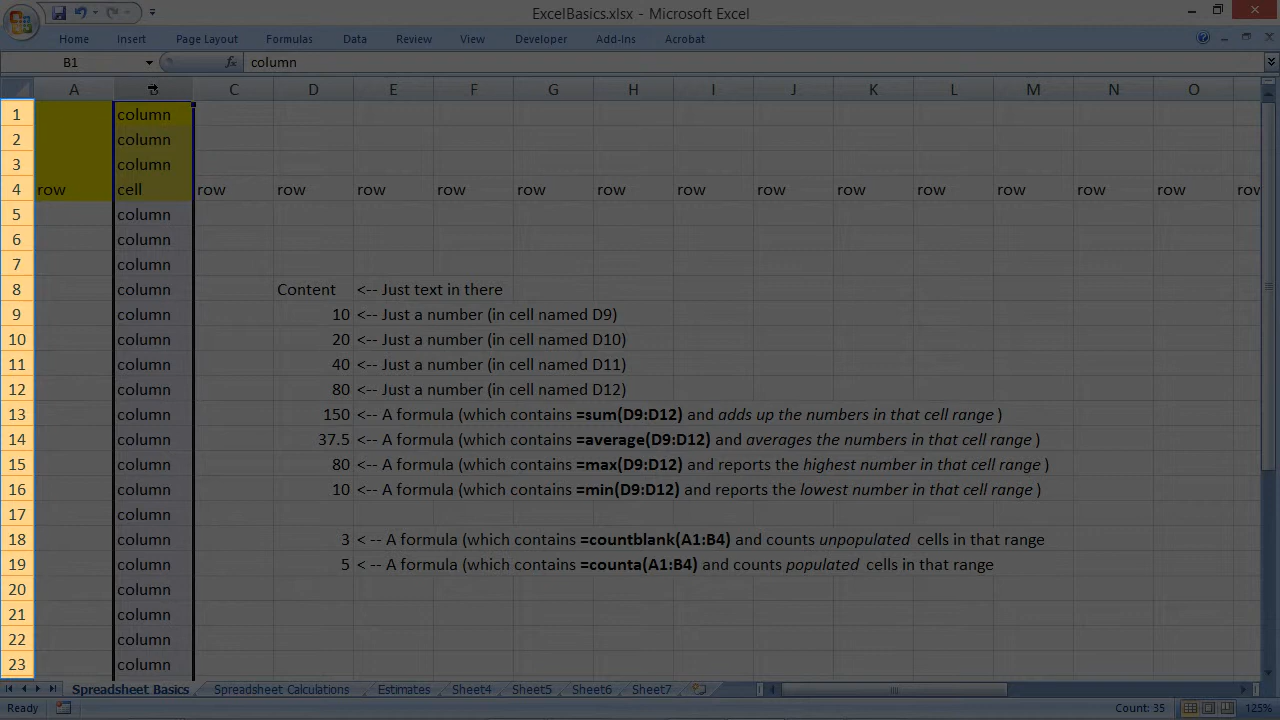 ExcelBasics.xlsx - Microsoft Excel
Home Insert Page Layout Formulas Data Review View Developer Add-Ins Acrobat
B1 fx column
A C D E F G H I J K L M N O
1 column
2 column
3 column
4 row cell row row row row row row row row row row row row row row
5 column
6 column
7 column
8 column Content <-- Just text in there
9 column 10 <-- Just a number (in cell named D9)
10 column 20 <-- Just a number (in cell named D10)
11 column 40 <-- Just a number (in cell named D11)
12 column 80 <-- Just a number (in cell named D12)
13 column 150 <-- A formula (which contains =sum(D9:D12) and adds up the numbers in that cell range )
14 column 37.5 <-- A formula (which contains =average(D9:D12) and averages the numbers in that cell range )
15 column 80 <-- A formula (which contains =max(D9:D12) and reports the highest number in that cell range )
16 column 10 <-- A formula (which contains =min(D9:D12) and reports the lowest number in that cell range )
17 column
18 column 3 < -- A formula (which contains =countblank(A1:B4) and counts unpopulated cells in that range
19 column 5 < -- A formula (which contains =counta(A1:B4) and counts populated cells in that range
20 column
21 column
22 column
23 column
Spreadsheet Basics Spreadsheet Calculations Estimates Sheet4 Sheet5 Sheet6 Sheet7
Ready Count: 35 125%